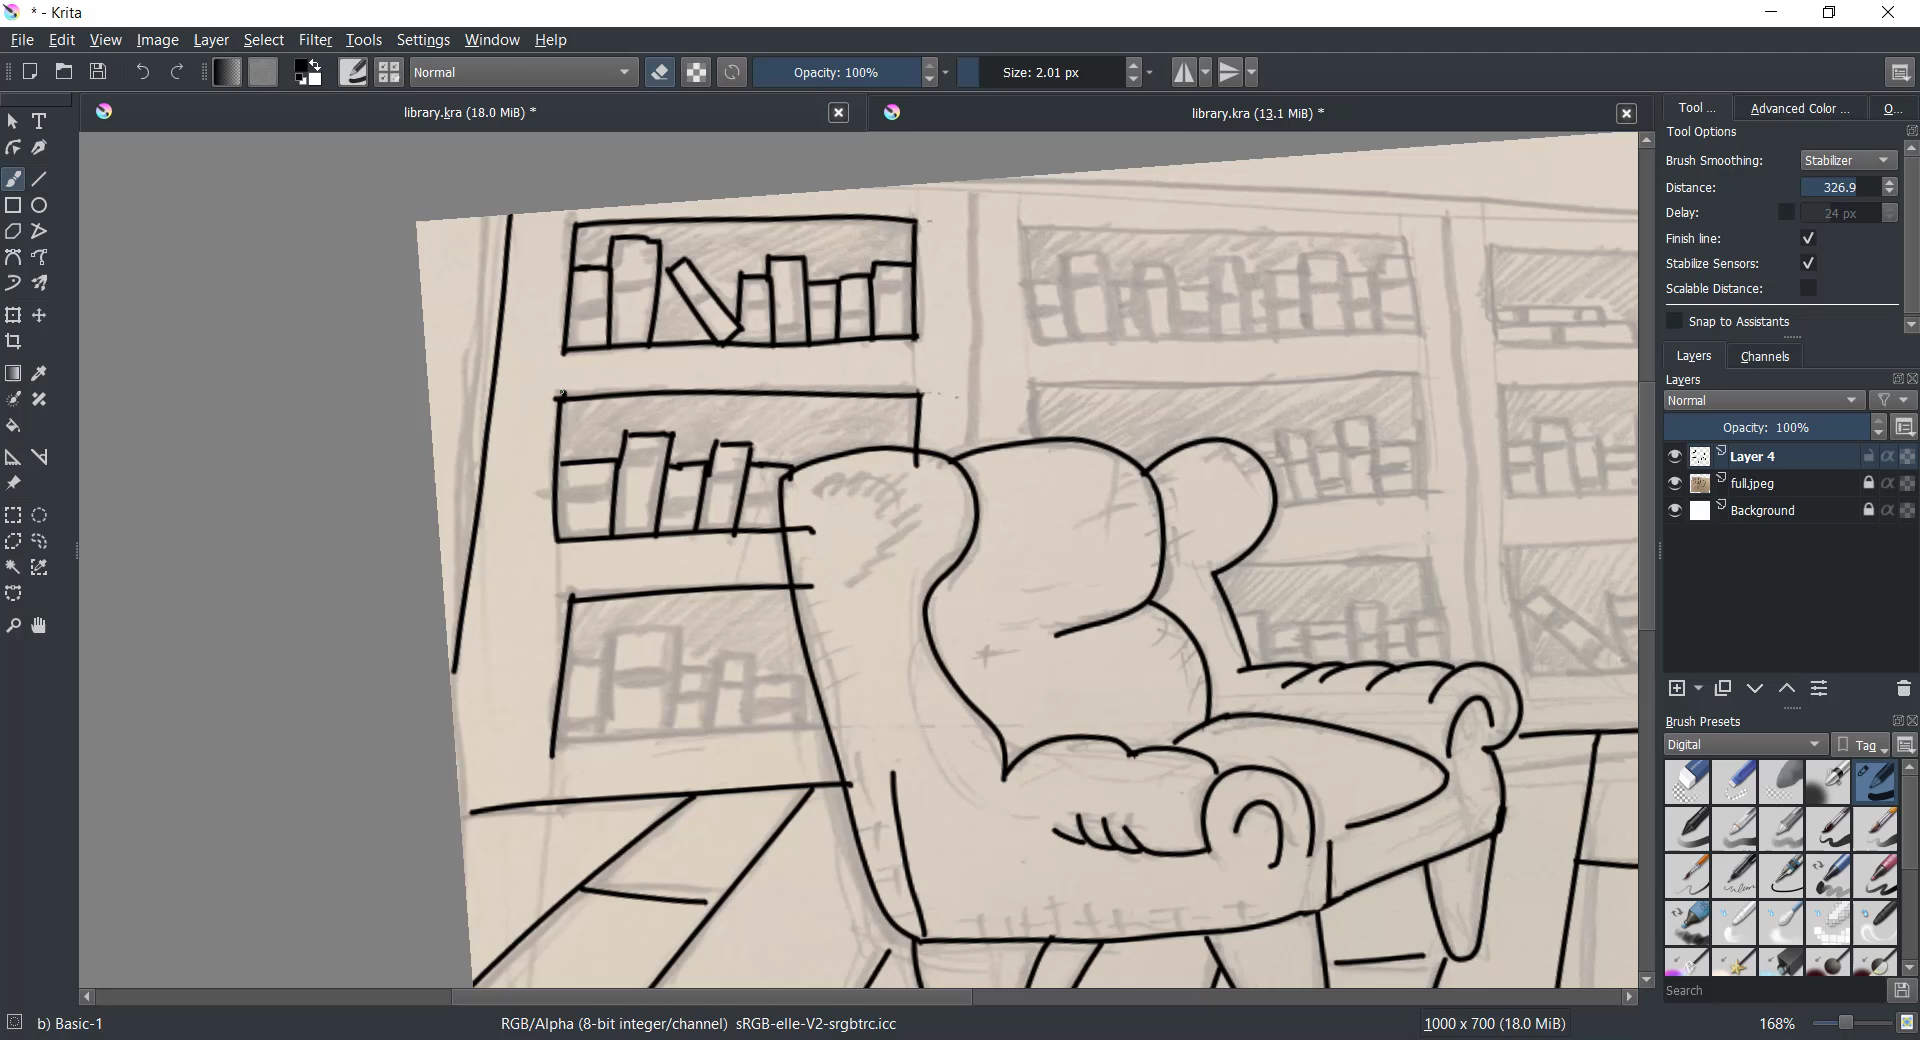 * - Krita
File Edit View Image Layer Select Filter Tools Settings Window Help
Normal Opacity: 100% Size: 2.01 px
library.kra (18.0 MiB) * library.kra (13.1 MiB) *
Tool ... Advanced Color ... O...
Tool Options
Brush Smoothing: Stabilizer
Distance: 326.9
Delay: 24 px
Finish line: ✓
Stabilize Sensors: ✓
Scalable Distance:
Snap to Assistants
Layers Channels
Layers
Normal
Opacity: 100%
Layer 4
full.jpeg
Background
Brush Presets
Digital Tag
Search
b) Basic-1 RGB/Alpha (8-bit integer/channel) sRGB-elle-V2-srgbtrc.icc 1000 x 700 (18.0 MiB) 168%